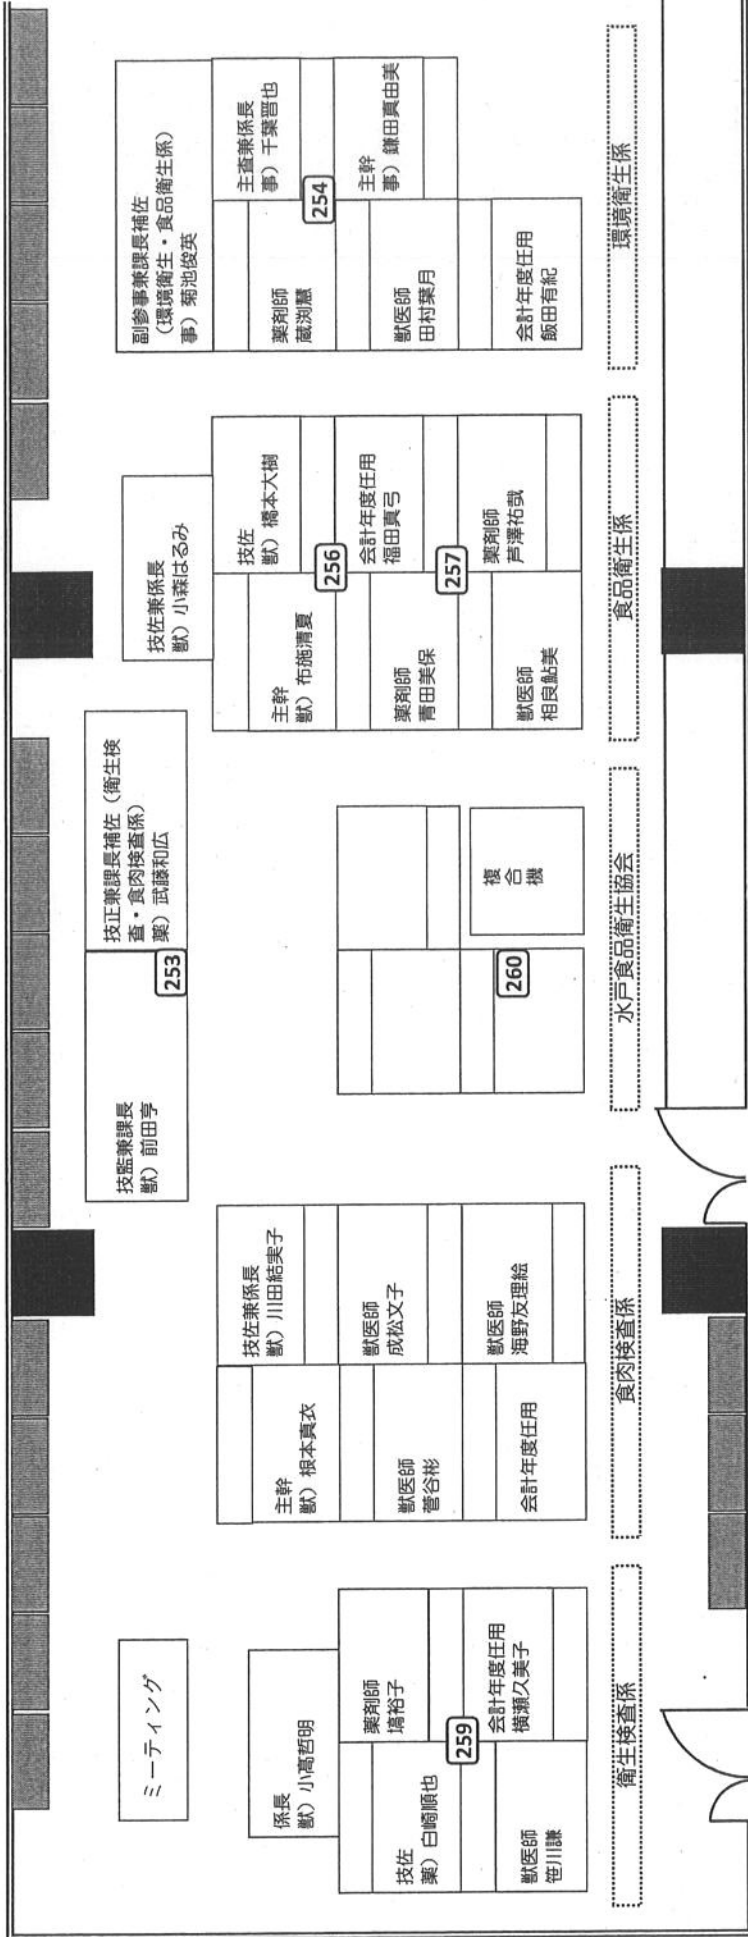 ミーティング
係長
獣）小髙哲明
薬剤師
塙裕子
技佐
薬）白崎順也
259
会計年度任用
横瀬久美子
獣医師
笹川謙
衛生検査係
技佐兼係長
獣）川田結実子
主幹
獣）根本真衣
獣医師
成松文子
獣医師
菅谷彬
獣医師
海野友理絵
会計年度任用
食肉検査係
技監兼課長
獣）前田亨
253
技正兼課長補佐（衛生検
査・食肉検査係）
薬）武藤和広
260
複合機
水戸食品衛生協会
技佐兼係長
獣）小森はるみ
技佐
獣）橋本大樹
主幹
獣）布施清夏
256
会計年度任用
福田真弓
薬剤師
青田美保
257
薬剤師
芦澤祐哉
獣医師
相良鮎美
食品衛生係
副参事兼課長補佐
（環境衛生・食品衛生係）
事）菊池俊英
主査兼係長
事）千葉晋也
薬剤師
蔵渕慧
254
主幹
事）鎌田真由美
獣医師
田村葉月
会計年度任用
飯田有紀
環境衛生係